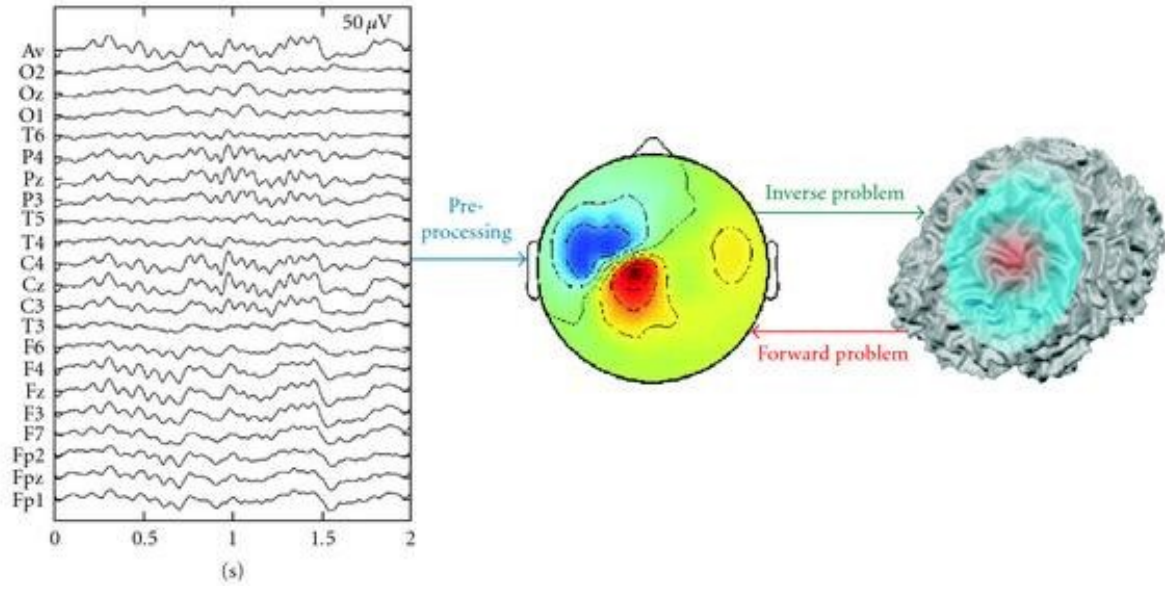 50 μV
Av
O2
Oz
O1
T6
P4
Pz
P3
T5
T4
C4
Cz
C3
T3
F6
F4
Fz
F3
F7
Fp2
Fpz
Fp1
0
0.5
1
1.5
2
(s)
Pre-
processing
Inverse problem
Forward problem